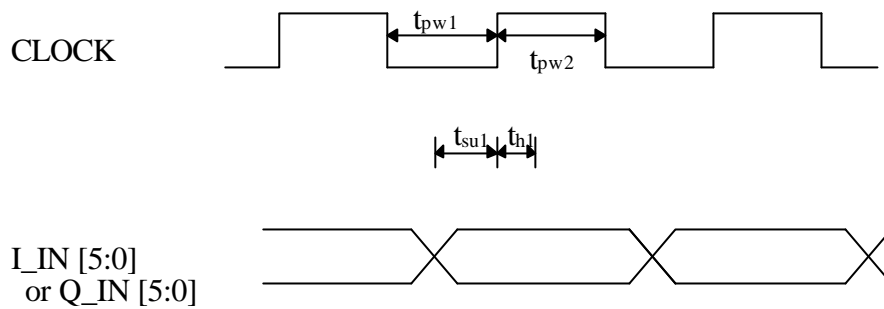 tpw1
CLOCK
tpw2
tsu1 th1
I_IN [5:0]
or Q_IN [5:0]